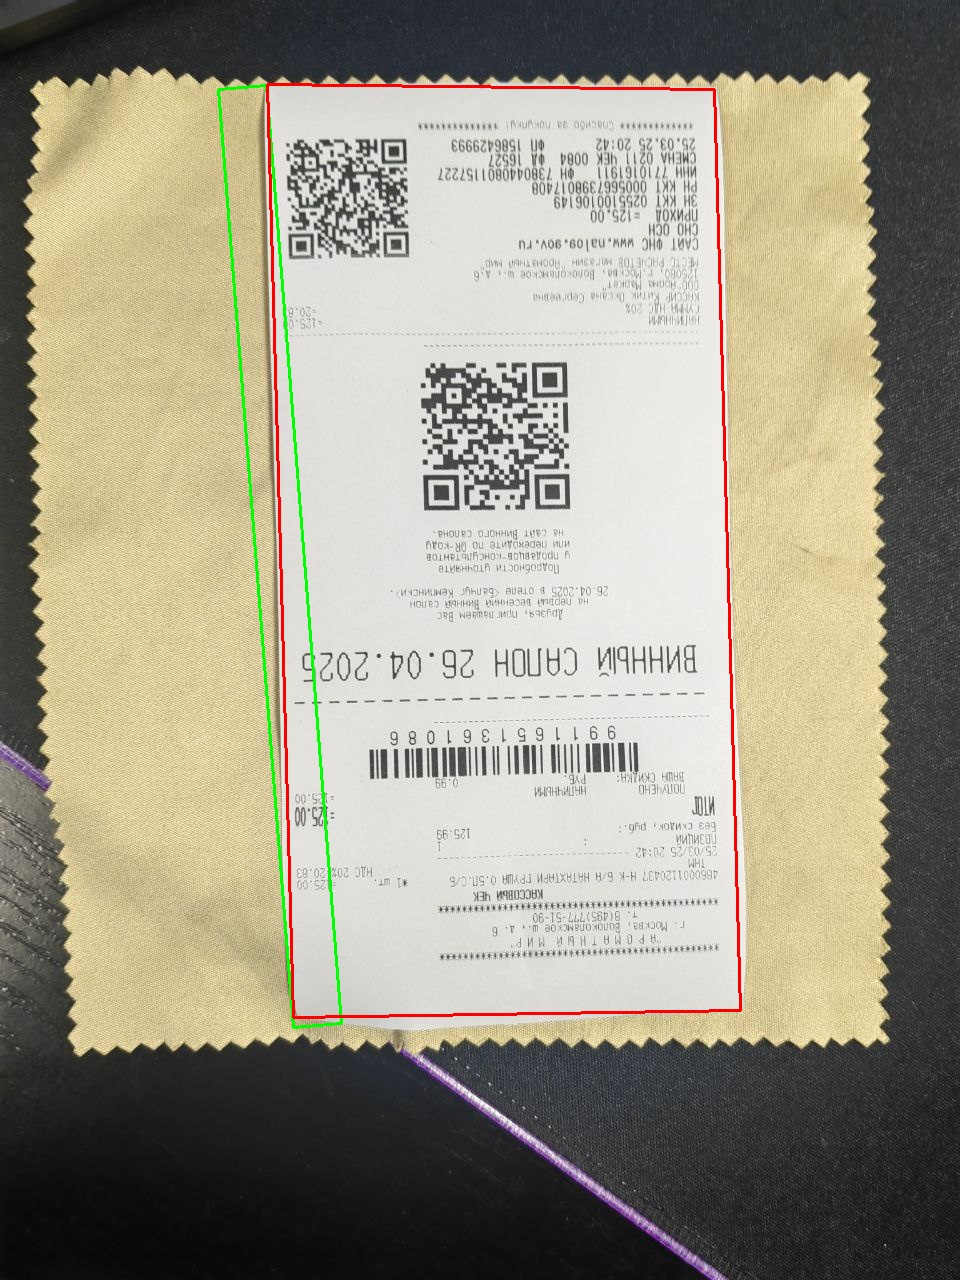 ****************************************
"А Р О М А Т Н Ы Й  М И Р"
г. Москва, Волоколамское ш., д. 6
т. 8(495)777-51-90
****************************************
КАССОВЫЙ ЧЕК
4860001120437 Н-К Б/А НАТАХТАРИ ГРУША 0.5Л.С/Б *1 шт. =125.00
ТНМ НДС 20%:20.83
25/03/25 20:42
ПОЗИЦИЙ : 1
Без скидок, руб.: 125.99
ИТОГ =125.00
ПОЛУЧЕНО НАЛИЧНЫМИ =125.00
ВАША СКИДКА: РУБ. 0.99
9911651361086
ВИННЫЙ САЛОН 26.04.2025
Друзья, приглашаем Вас
на первый весенний Винный салон
26.04.2025 в отеле <Балчуг Кемпински>.
Подробности уточняйте
у продавцов-консультантов
или переходите по QR-коду
на сайт Винного салона.
НАЛИЧНЫМИ =125.00
СУММА НДС 20% =20.8
КАССИР Китик Оксана Сергеевна
ООО"Арома Маркет"
125080, г.Москва, Волоколамское ш., д.6
МЕСТО РАСЧЕТОВ магазин "Ароматный мир"
САЙТ ФНС www.nalog.gov.ru
СНО ОСН
ПРИХОД =125.00
ЗН ККТ 0255100106149
РН ККТ 0005667398017408
ИНН 7710161911 ФН 7380440801157227
СМЕНА 0211 ЧЕК 0084 ФД 16527
25.03.25 20:42 ФП 1586429993
************** Спасибо за покупку! **************